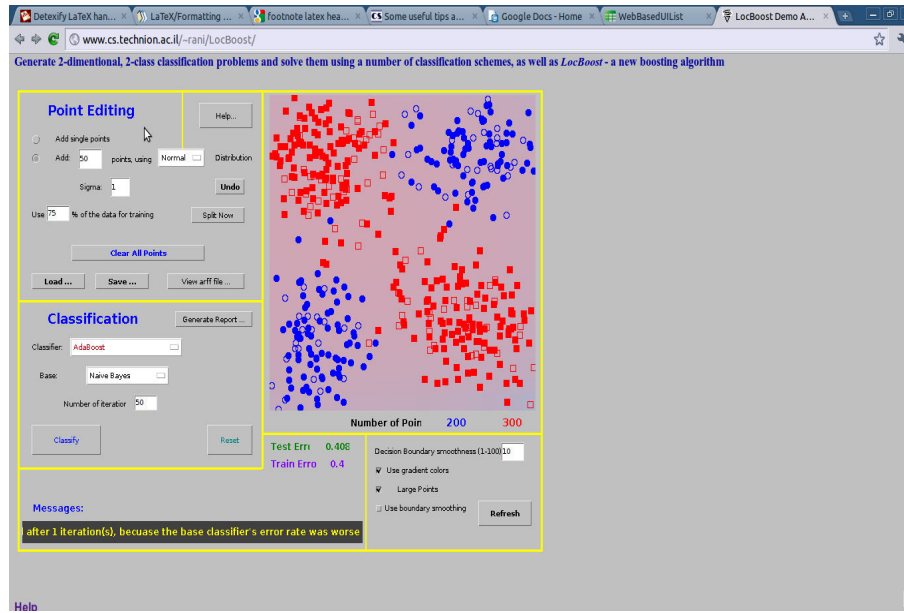 Detexify LaTeX han...
LaTeX/Formatting ...
footnote latex hea...
Some useful tips a...
Google Docs - Home
WebBasedUIList
LocBoost Demo A...
www.cs.technion.ac.il/~rani/LocBoost/
Generate 2-dimentional, 2-class classification problems and solve them using a number of classification schemes, as well as LocBoost - a new boosting algorithm
Point Editing
Help...
Add single points
Add: 50 points, using Normal Distribution
Sigma: 1
Undo
Use 75 % of the data for training
Split Now
Clear All Points
Load ...
Save ...
View arff file ...
Classification
Generate Report ...
Classifier: AdaBoost
Base: Naive Bayes
Number of iteratior 50
Classify
Reset
Number of Poin 200 300
Test Erro 0.408
Train Erro 0.4
Decision Boundary smoothness (1-100) 10
Use gradient colors
Large Points
Use boundary smoothing
Refresh
Messages:
after 1 iteration(s), becuase the base classifier's error rate was worse
Help